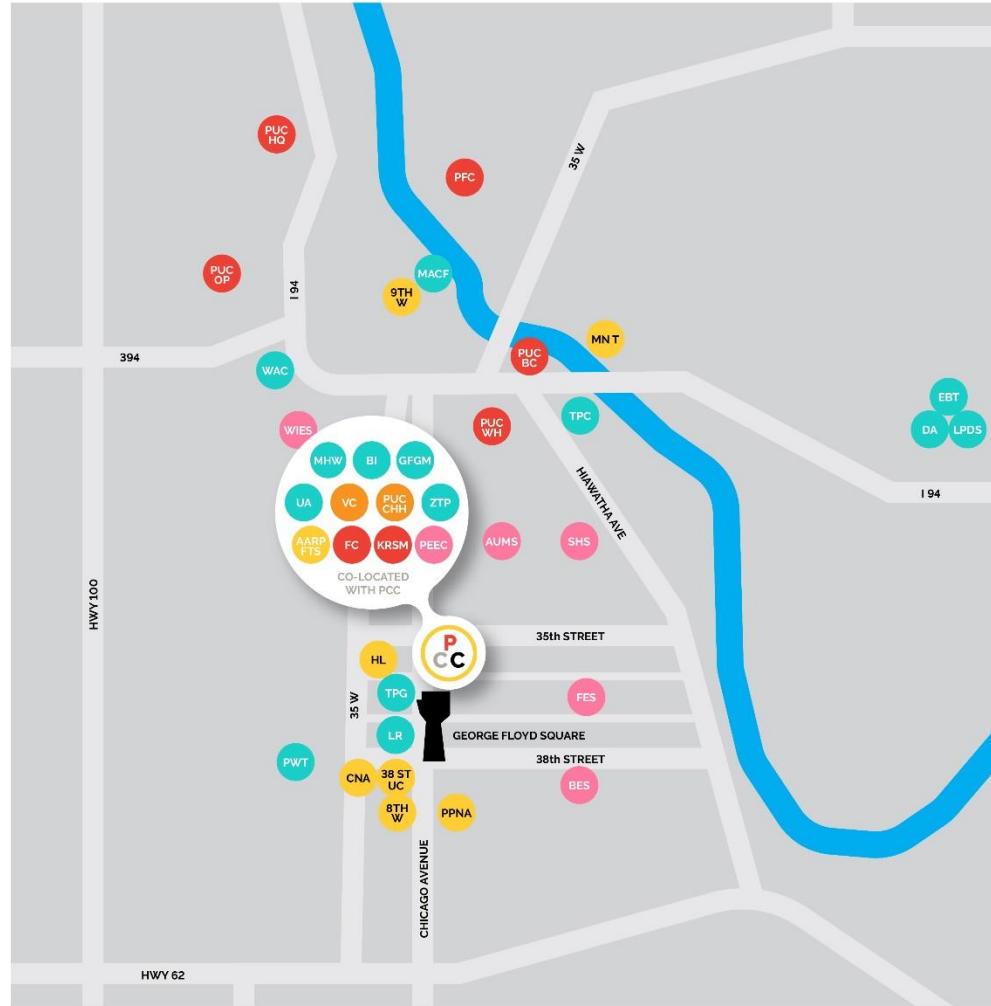 PUC
HQ
PFC
35 W
PUC
OP
MACF
9TH
W
I 94
MN T
394
PUC
BC
WAC
EBT
DA
LPDS
TPC
PUC
WH
WIES
MHW
BI
GFGM
UA
VC
PUC
CHH
ZTP
AARP
FTS
FC
KRSM
PEEC
CO-LOCATED
WITH PCC
HIAWATHA AVE
I 94
AUMS
SHS
HWY 100
P
CC
35th STREET
HL
TPG
FES
35 W
LR
GEORGE FLOYD SQUARE
38th STREET
PWT
CNA
38 ST
UC
BES
8TH
W
PPNA
CHICAGO AVENUE
HWY 62